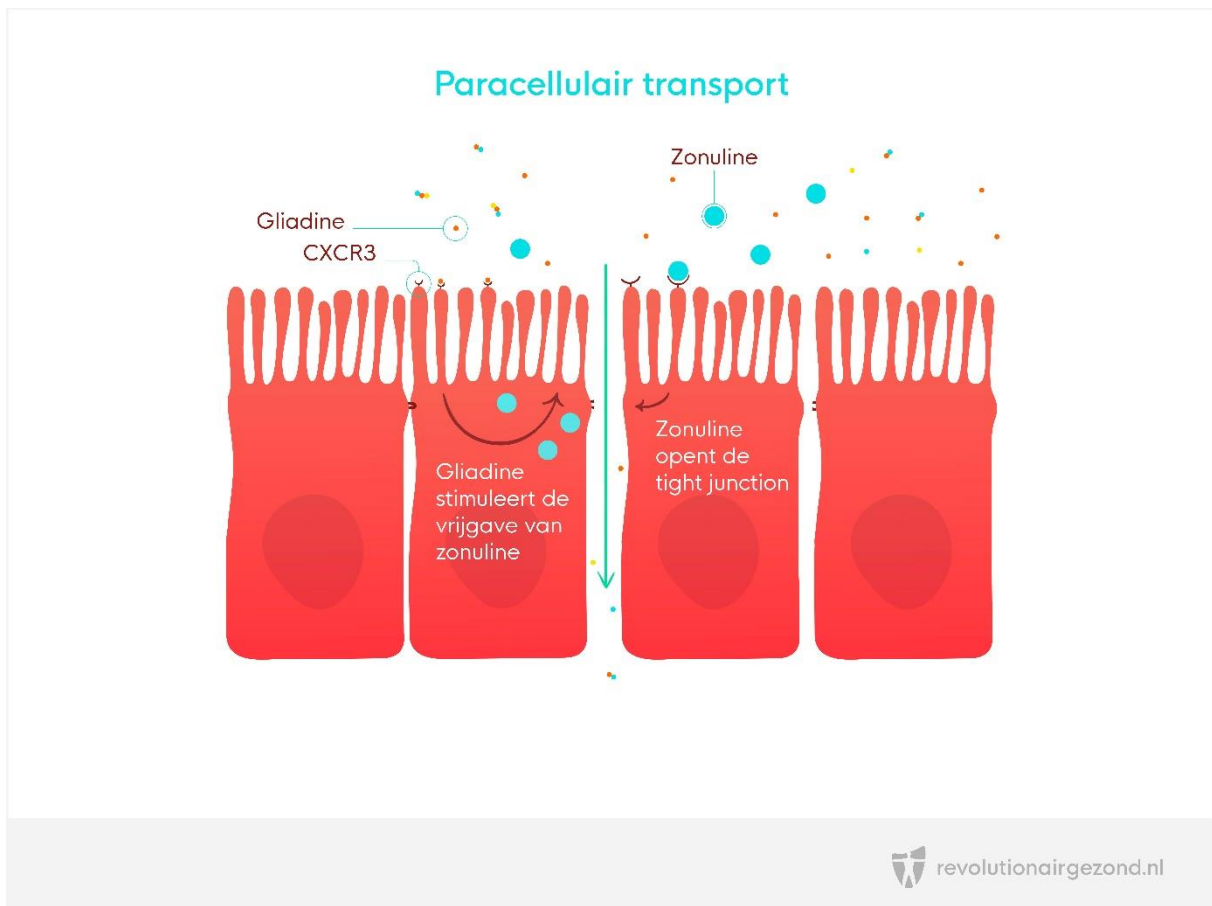 Paracellulair transport
Zonuline
Gliadine
CXCR3
Gliadine
stimuleert de
vrijgave van
zonuline
Zonuline
opent de
tight junction
revolutionairgezond.nl